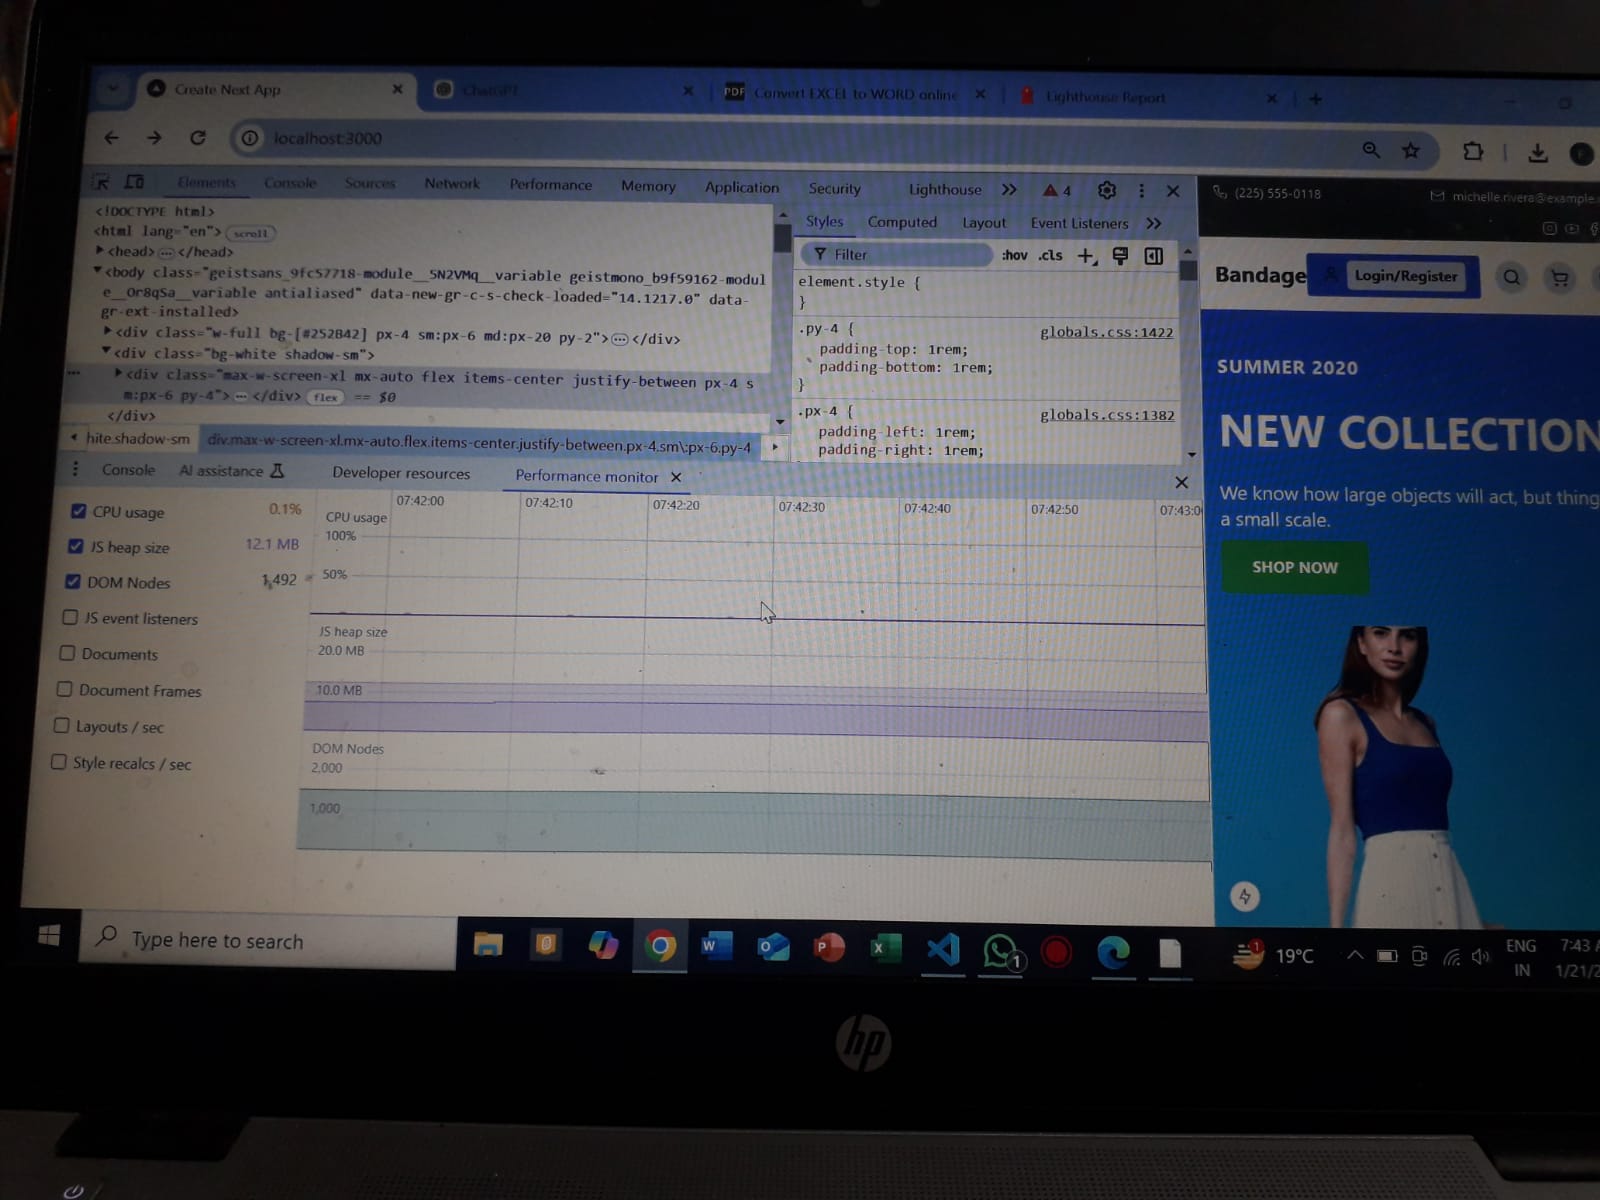 Create Next App
ChatGPT
PDF Convert EXCEL to WORD online
Lighthouse Report
localhost:3000
Elements Console Sources Network Performance Memory Application Security Lighthouse 4
<!DOCTYPE html>
<html lang="en"> scroll
<head> </head>
<body class="geistsans_9fc57718-module__5N2VMq__variable geistmono_b9f59162-modul
e__Or8qSa__variable antialiased" data-new-gr-c-s-check-loaded="14.1217.0" data-
gr-ext-installed>
<div class="w-full bg-[#252B42] px-4 sm:px-6 md:px-20 py-2"> </div>
<div class="bg-white shadow-sm">
<div class="max-w-screen-xl mx-auto flex items-center justify-between px-4 s
m:px-6 py-4"> </div> flex == $0
</div>
hite.shadow-sm div.max-w-screen-xl.mx-auto.flex.items-center.justify-between.px-4.sm\:px-6.py-4
Styles Computed Layout Event Listeners
Filter :hov .cls
element.style {
}
.py-4 { globals.css:1422
padding-top: 1rem;
padding-bottom: 1rem;
}
.px-4 { globals.css:1382
padding-left: 1rem;
padding-right: 1rem;
Console AI assistance Developer resources Performance monitor
CPU usage 0.1%
JS heap size 12.1 MB
DOM Nodes 1,492
JS event listeners
Documents
Document Frames
Layouts / sec
Style recalcs / sec
07:42:00 07:42:10 07:42:20 07:42:30 07:42:40 07:42:50 07:43:0
CPU usage
100%
50%
JS heap size
20.0 MB
10.0 MB
DOM Nodes
2,000
1,000
(225) 555-0118 michelle.rivera@example.
Bandage Login/Register
SUMMER 2020
NEW COLLECTION
We know how large objects will act, but thing
a small scale.
SHOP NOW
Type here to search
1
1
19°C
ENG
IN
7:43 A
1/21/2
hp